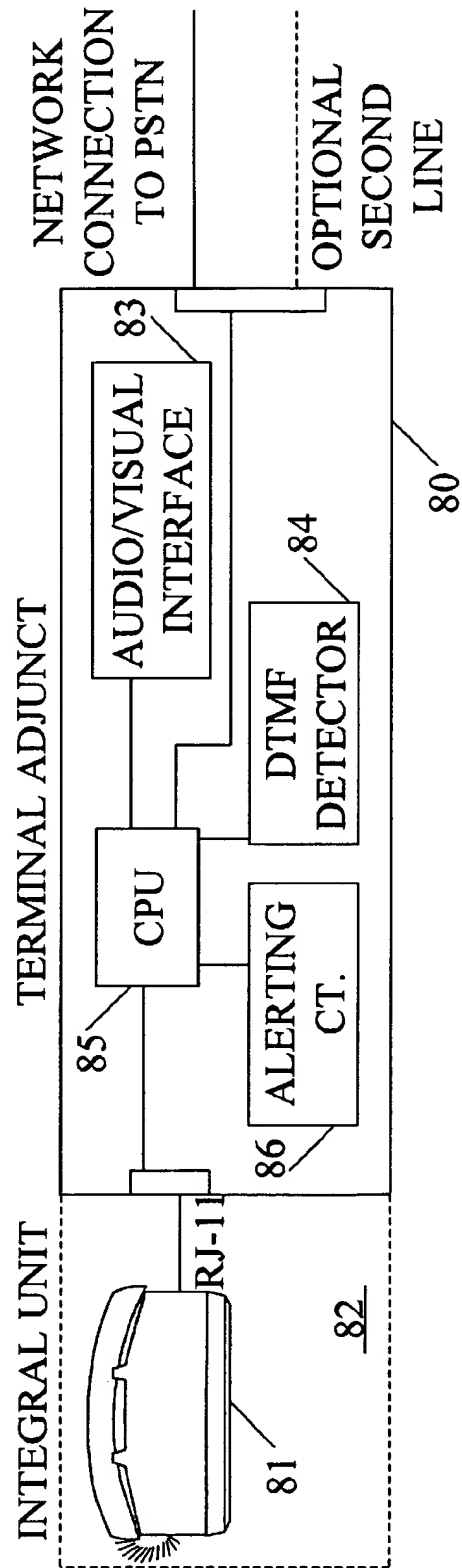 INTEGRAL UNIT
TERMINAL ADJUNCT
NETWORK
CONNECTION
TO PSTN
OPTIONAL
SECOND
LINE
81
RJ-11
82
85
CPU
AUDIO/VISUAL
INTERFACE
83
86
ALERTING
CT.
DTMF
DETECTOR
84
80